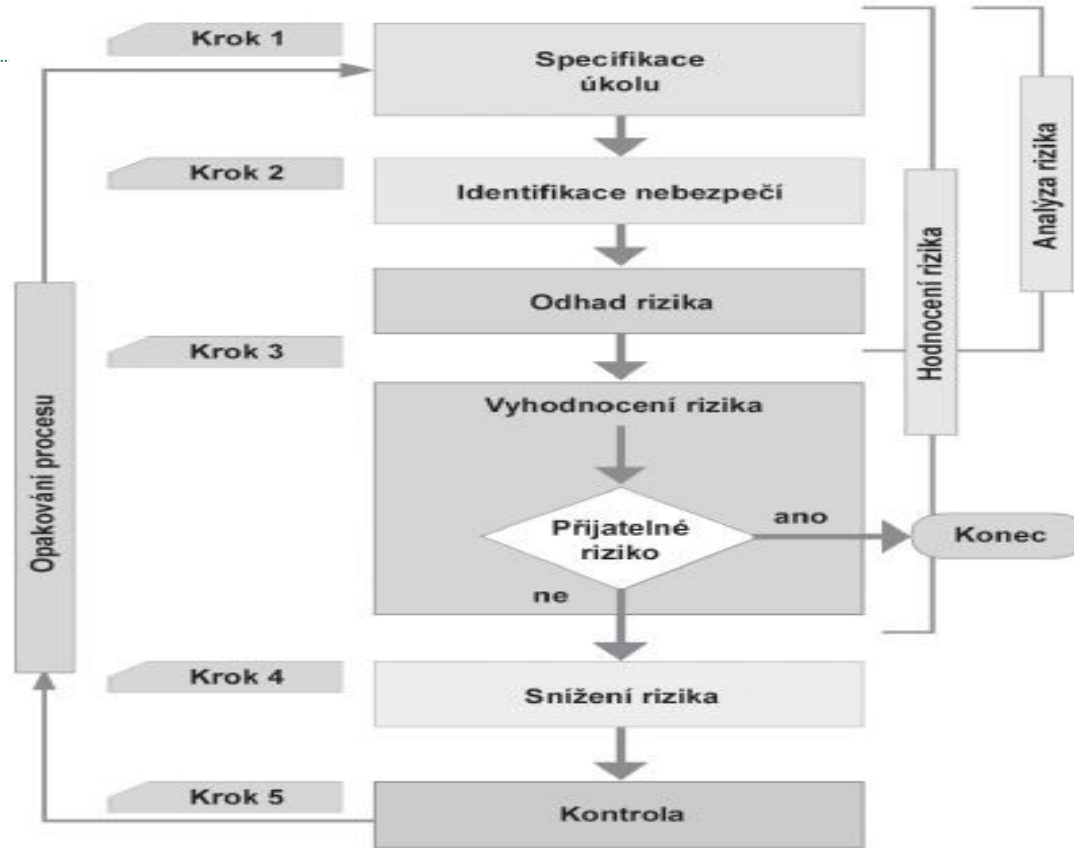 Krok 1
Specifikace
úkolu
Krok 2
Identifikace nebezpečí
Odhad rizika
Krok 3
Vyhodnocení rizika
Přijatelné
riziko
ano
Konec
ne
Krok 4
Snížení rizika
Krok 5
Kontrola
Opakování procesu
Hodnocení rizika
Analýza rizika